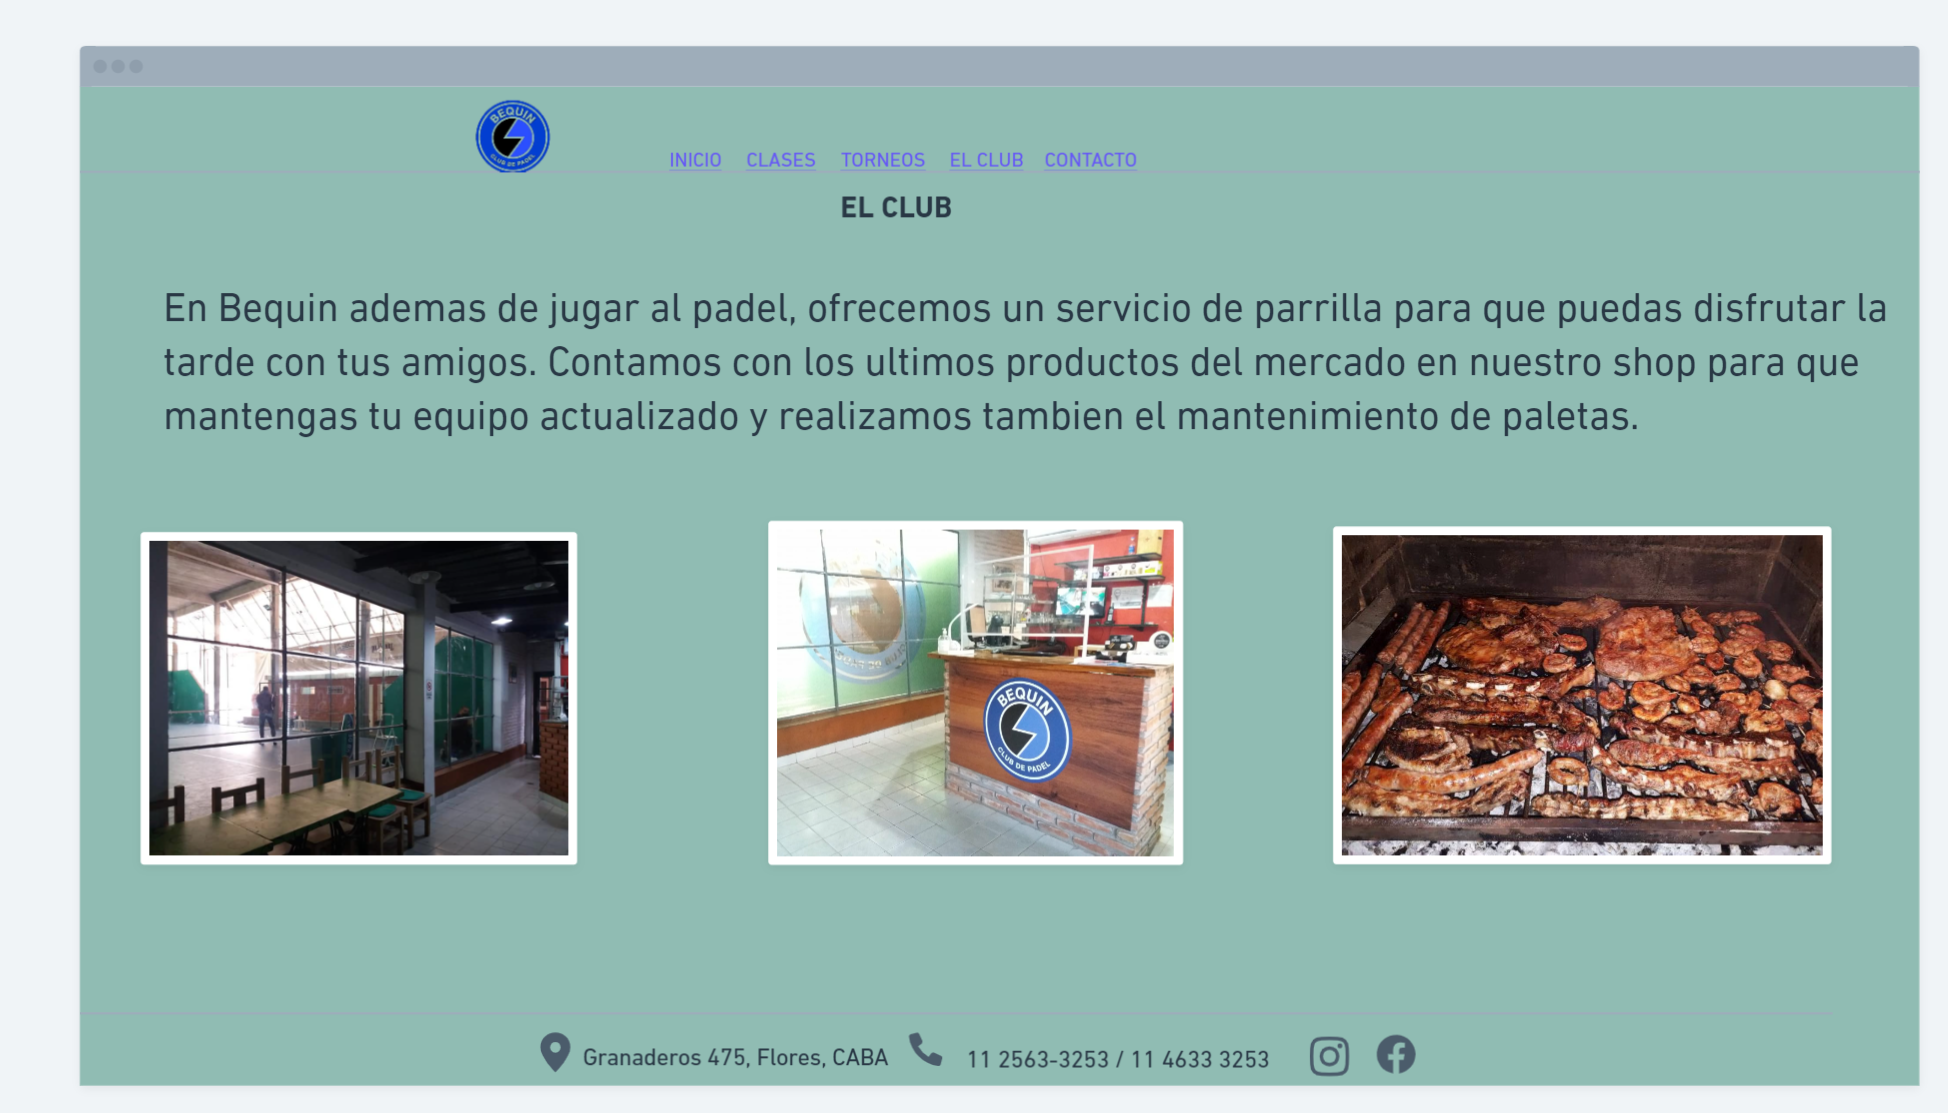 BEQUIN
CLUB DE PADEL
INICIO CLASES TORNEOS EL CLUB CONTACTO
EL CLUB
En Bequin ademas de jugar al padel, ofrecemos un servicio de parrilla para que puedas disfrutar la
tarde con tus amigos. Contamos con los ultimos productos del mercado en nuestro shop para que
mantengas tu equipo actualizado y realizamos tambien el mantenimiento de paletas.
BEQUIN
CLUB DE PADEL
Granaderos 475, Flores, CABA 11 2563-3253 / 11 4633 3253